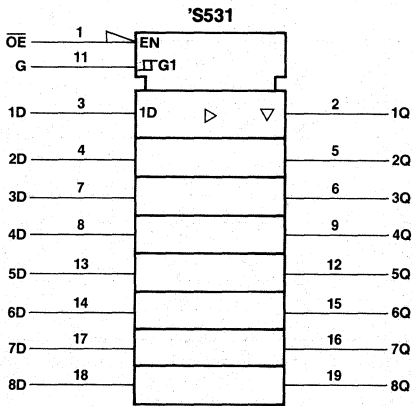 'S531
OE 1 EN
G 11 G1
1D 3 1D 2 1Q
2D 4 5 2Q
3D 7 6 3Q
4D 8 9 4Q
5D 13 12 5Q
6D 14 15 6Q
7D 17 16 7Q
8D 18 19 8Q